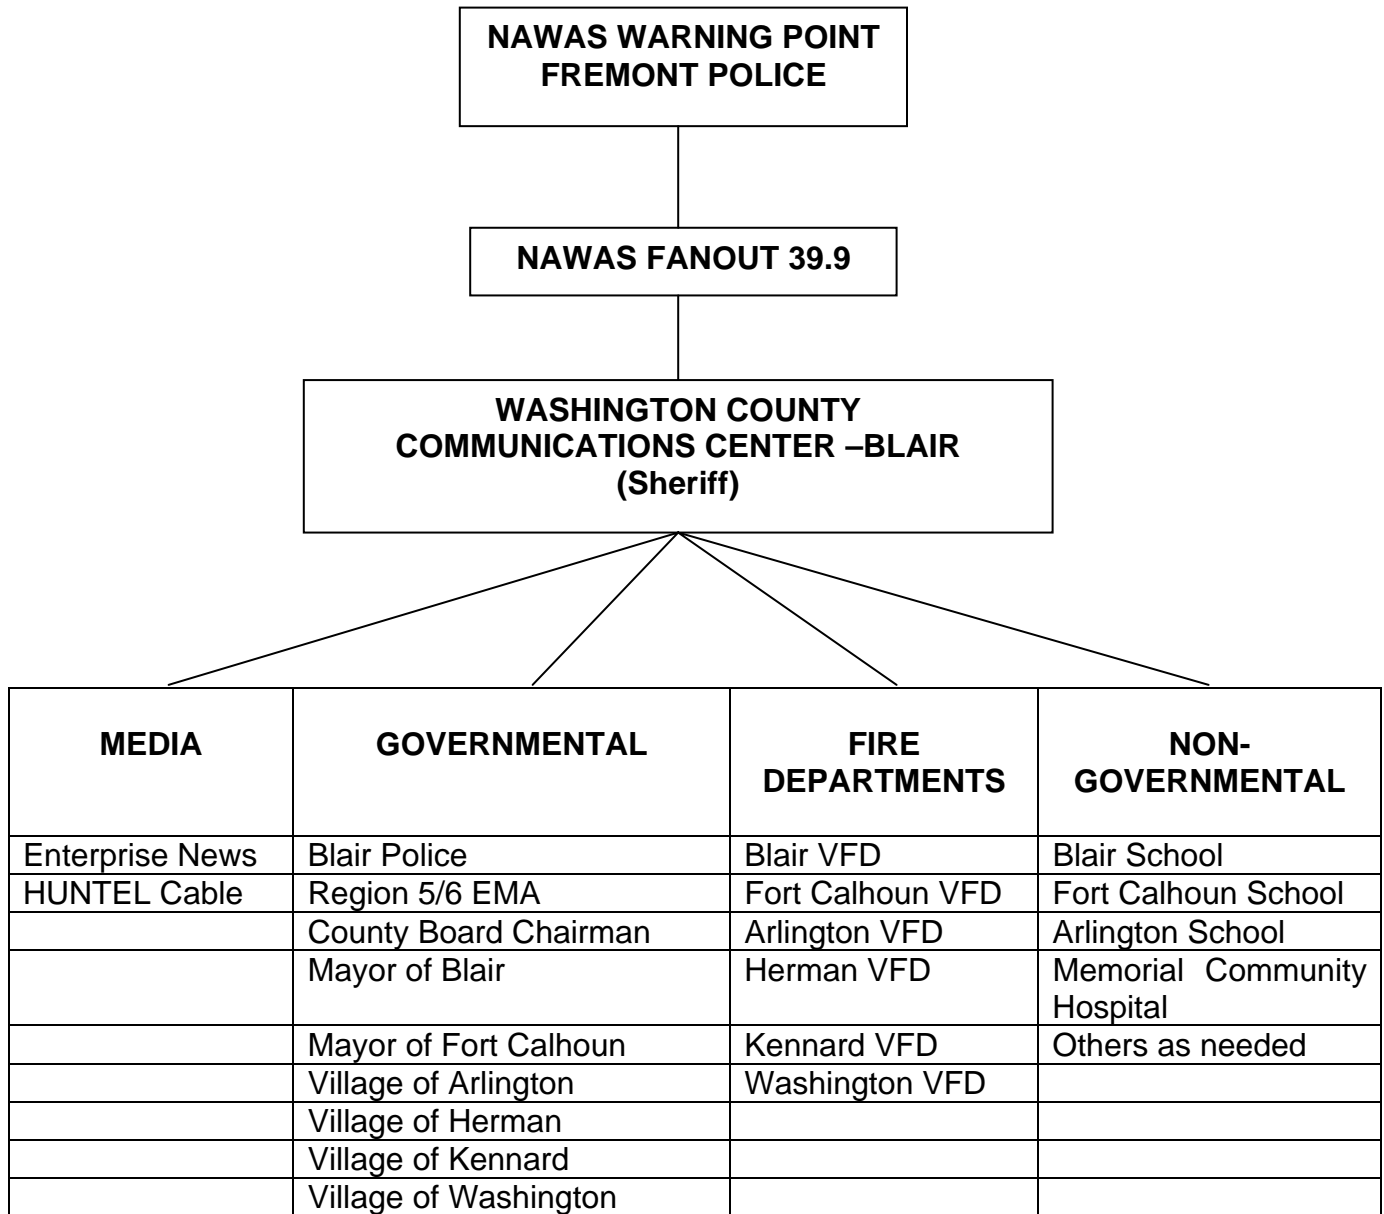 NAWAS WARNING POINT
FREMONT POLICE
NAWAS FANOUT 39.9
WASHINGTON COUNTY
COMMUNICATIONS CENTER –BLAIR
(Sheriff)
MEDIA GOVERNMENTAL FIRE DEPARTMENTS NON-GOVERNMENTAL
Enterprise News Blair Police Blair VFD Blair School
HUNTEL Cable Region 5/6 EMA Fort Calhoun VFD Fort Calhoun School
County Board Chairman Arlington VFD Arlington School
Mayor of Blair Herman VFD Memorial Community
Hospital
Mayor of Fort Calhoun Kennard VFD Others as needed
Village of Arlington Washington VFD
Village of Herman
Village of Kennard
Village of Washington